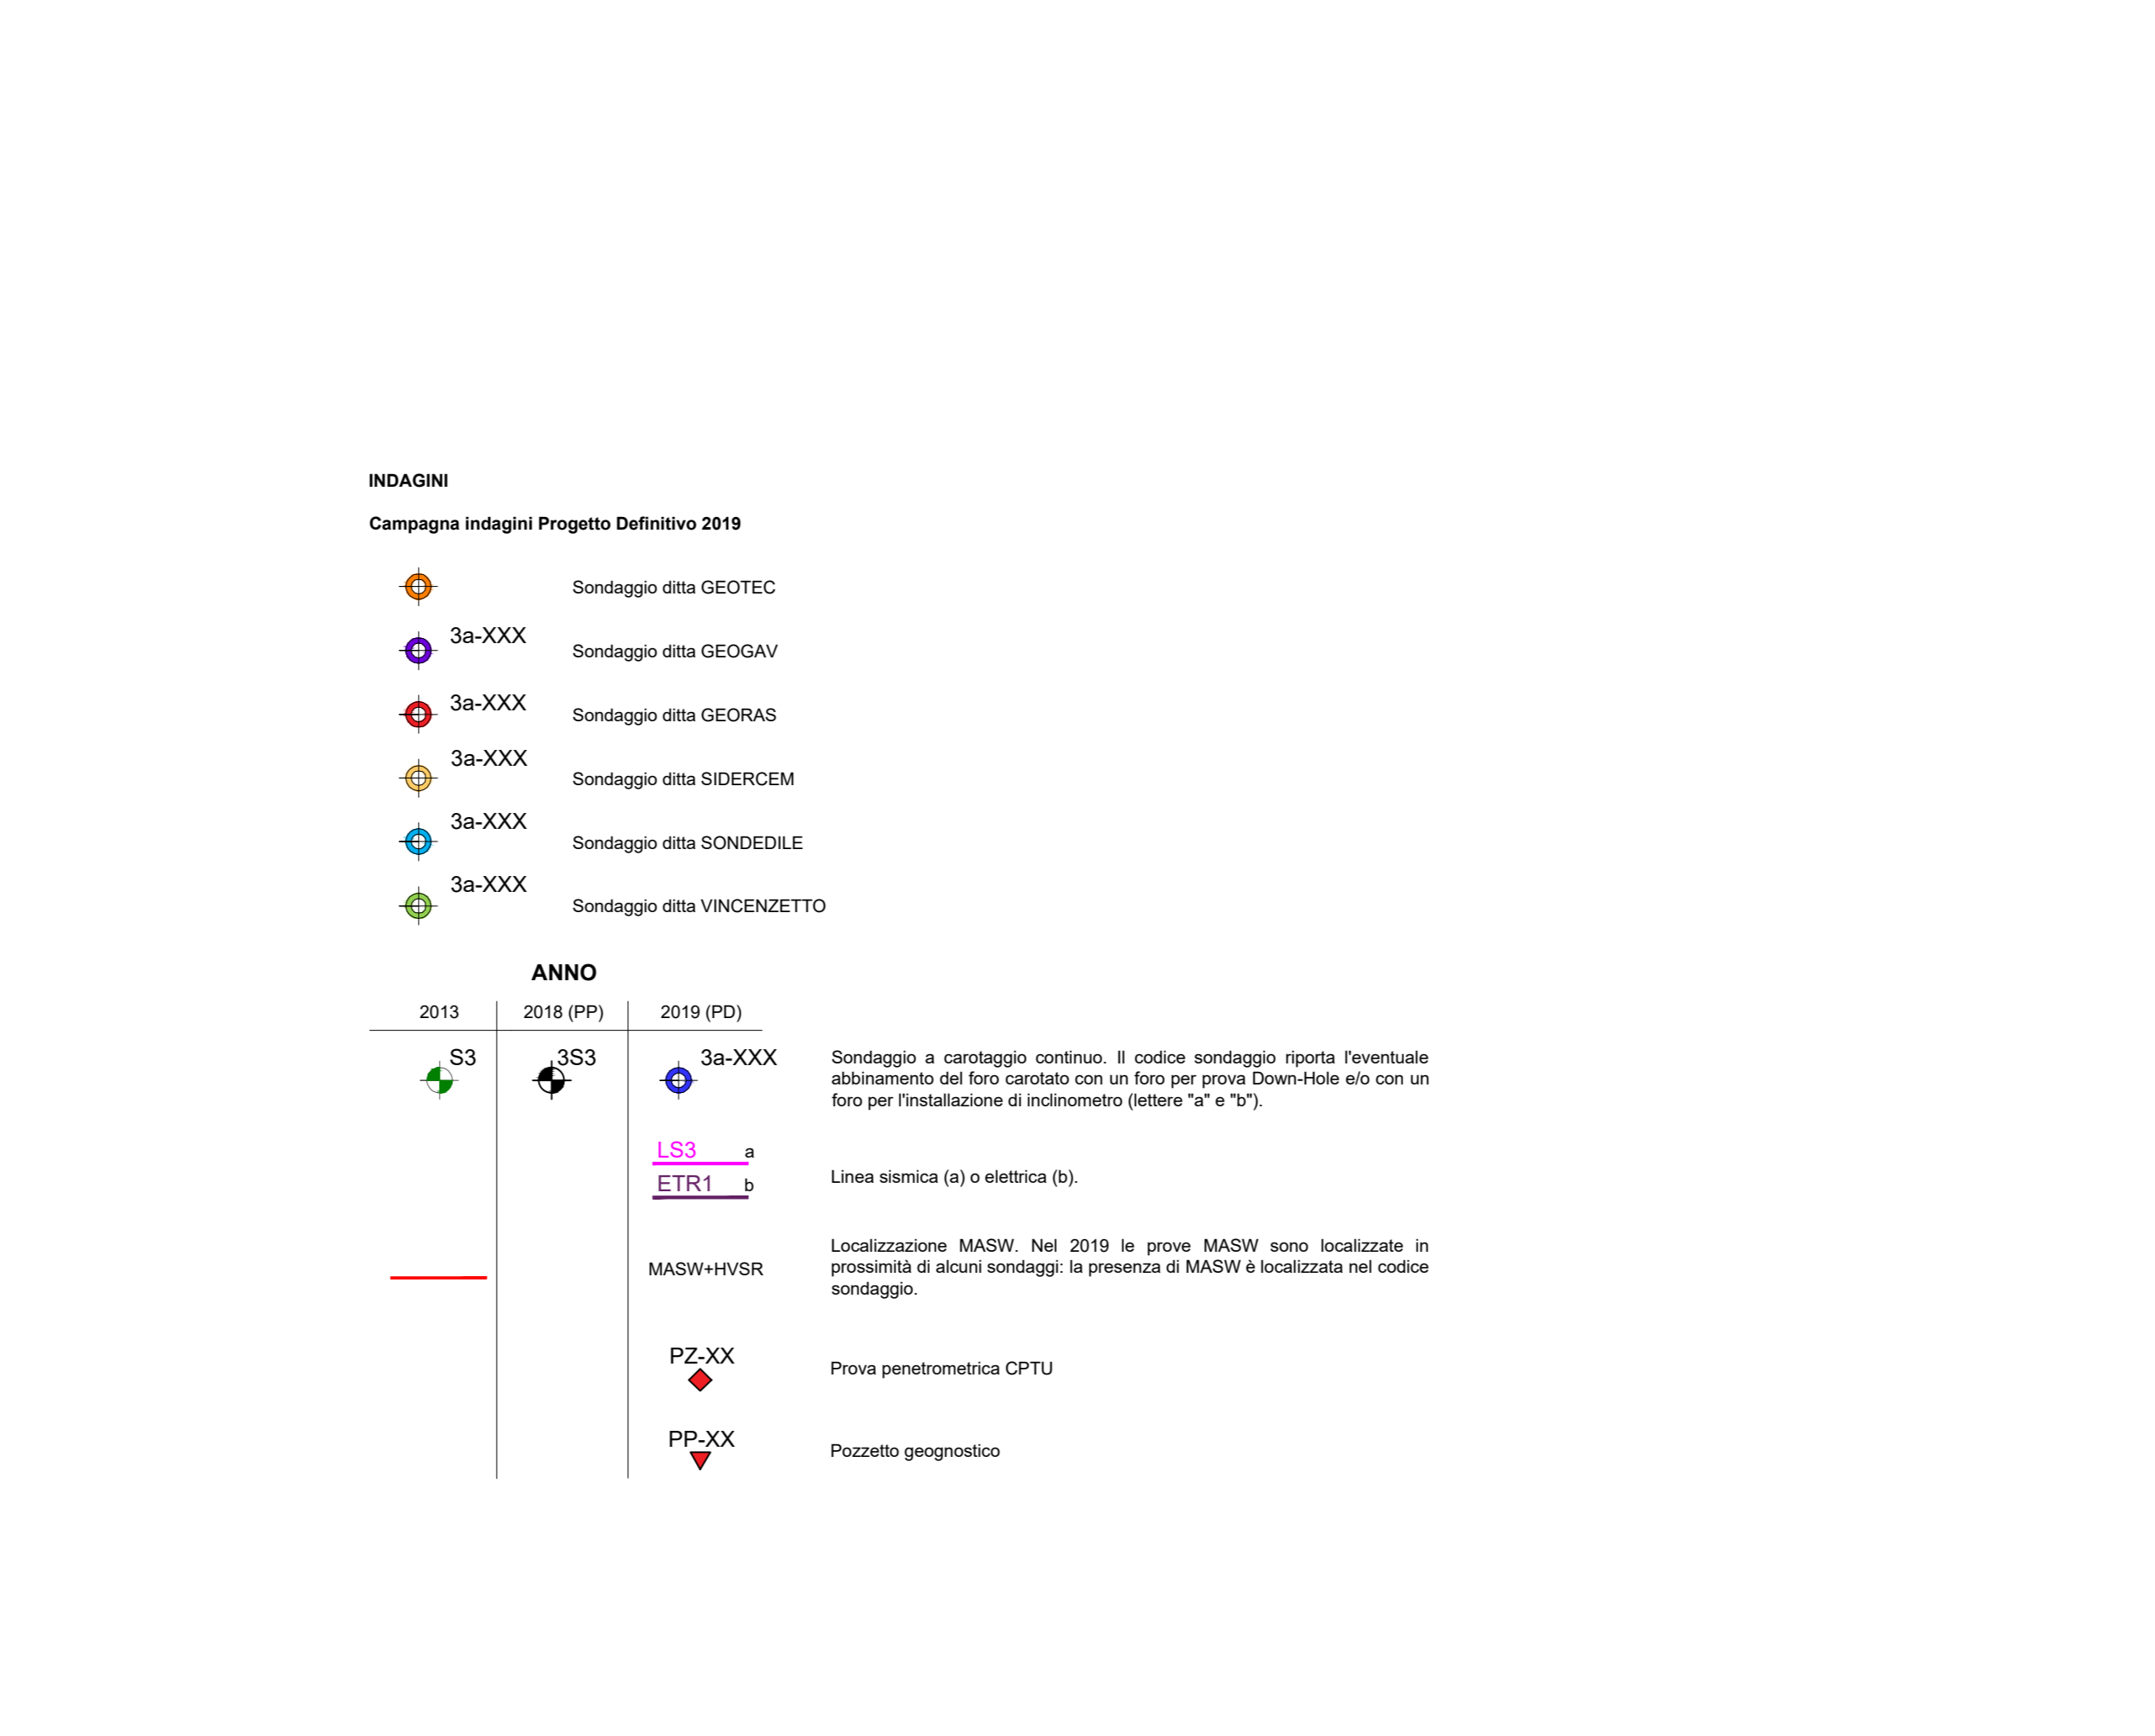 INDAGINI
Campagna indagini Progetto Definitivo 2019
Sondaggio ditta GEOTEC
3a-XXX
Sondaggio ditta GEOGAV
3a-XXX
Sondaggio ditta GEORAS
3a-XXX
Sondaggio ditta SIDERCEM
3a-XXX
Sondaggio ditta SONDEDILE
3a-XXX
Sondaggio ditta VINCENZETTO
ANNO
2013 2018 (PP) 2019 (PD)
S3 3S3 3a-XXX
Sondaggio a carotaggio continuo. Il codice sondaggio riporta l'eventuale
abbinamento del foro carotato con un foro per prova Down-Hole e/o con un
foro per l'installazione di inclinometro (lettere "a" e "b").
LS3 a
ETR1 b
Linea sismica (a) o elettrica (b).
MASW+HVSR
Localizzazione MASW. Nel 2019 le prove MASW sono localizzate in
prossimità di alcuni sondaggi: la presenza di MASW è localizzata nel codice
sondaggio.
PZ-XX
Prova penetrometrica CPTU
PP-XX
Pozzetto geognostico